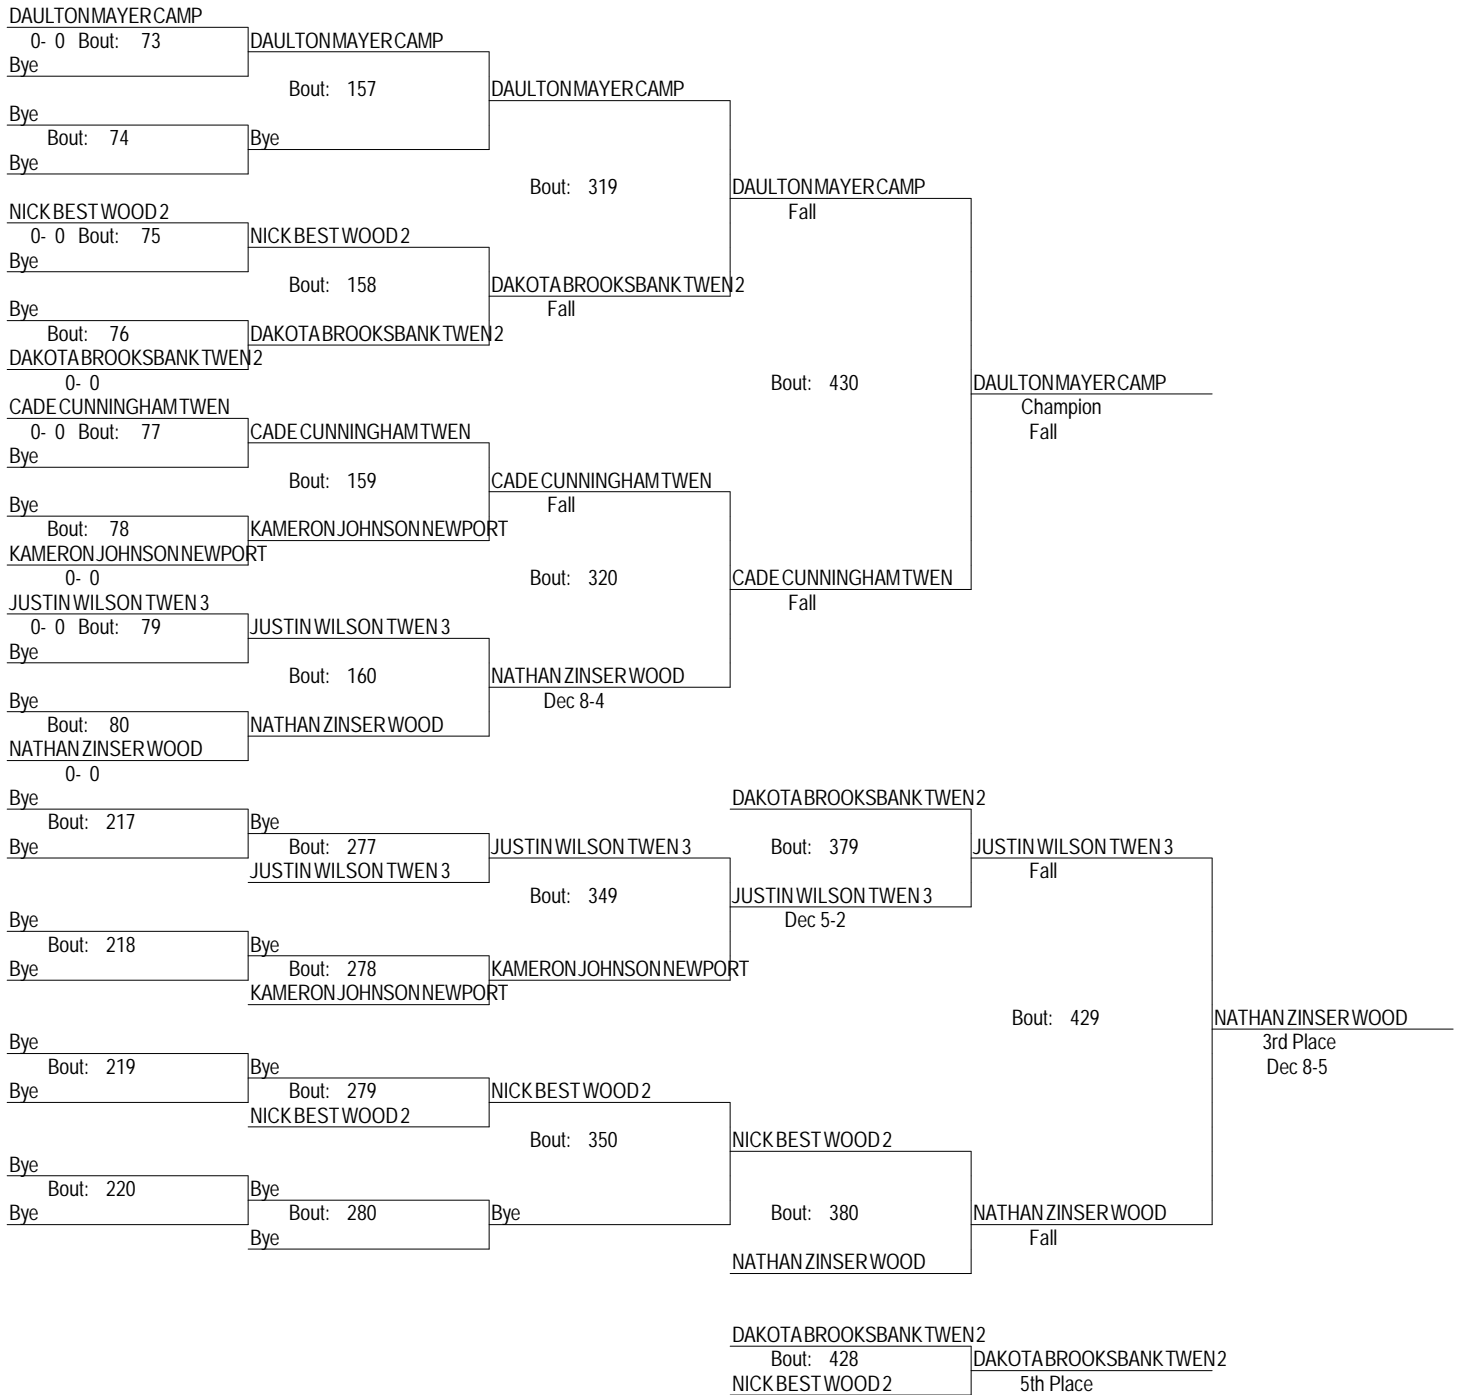 DAULTON MAYER CAMP
0- 0 Bout: 73 DAULTON MAYER CAMP
Bye
Bout: 157 DAULTON MAYER CAMP
Bye
Bout: 74 Bye
Bye
Bout: 319 DAULTON MAYER CAMP
Fall
NICK BEST WOOD 2
0- 0 Bout: 75 NICK BEST WOOD 2
Bye
Bout: 158 DAKOTA BROOKSBANK TWEN 2
Bye Fall
Bout: 76 DAKOTA BROOKSBANK TWEN 2
DAKOTA BROOKSBANK TWEN 2
0- 0 Bout: 430 DAULTON MAYER CAMP
CADE CUNNINGHAM TWEN Champion
0- 0 Bout: 77 CADE CUNNINGHAM TWEN Fall
Bye
Bout: 159 CADE CUNNINGHAM TWEN
Bye Fall
Bout: 78 KAMERON JOHNSON NEWPORT
KAMERON JOHNSON NEWPORT
0- 0 Bout: 320 CADE CUNNINGHAM TWEN
JUSTIN WILSON TWEN 3 Fall
0- 0 Bout: 79 JUSTIN WILSON TWEN 3
Bye
Bout: 160 NATHAN ZINSER WOOD
Bye Dec 8-4
Bout: 80 NATHAN ZINSER WOOD
NATHAN ZINSER WOOD
0- 0
Bye DAKOTA BROOKSBANK TWEN 2
Bout: 217 Bye
Bye Bout: 277 JUSTIN WILSON TWEN 3 Bout: 379 JUSTIN WILSON TWEN 3
JUSTIN WILSON TWEN 3 Fall
Bout: 349 JUSTIN WILSON TWEN 3
Bye Dec 5-2
Bout: 218 Bye
Bye Bout: 278 KAMERON JOHNSON NEWPORT
KAMERON JOHNSON NEWPORT
Bout: 429 NATHAN ZINSER WOOD
Bye 3rd Place
Bout: 219 Bye Dec 8-5
Bye Bout: 279 NICK BEST WOOD 2
NICK BEST WOOD 2
Bout: 350 NICK BEST WOOD 2
Bye
Bout: 220 Bye
Bye Bout: 280 Bye Bout: 380 NATHAN ZINSER WOOD
Bye Fall
NATHAN ZINSER WOOD
DAKOTA BROOKSBANK TWEN 2
Bout: 428 DAKOTA BROOKSBANK TWEN 2
NICK BEST WOOD 2 5th Place